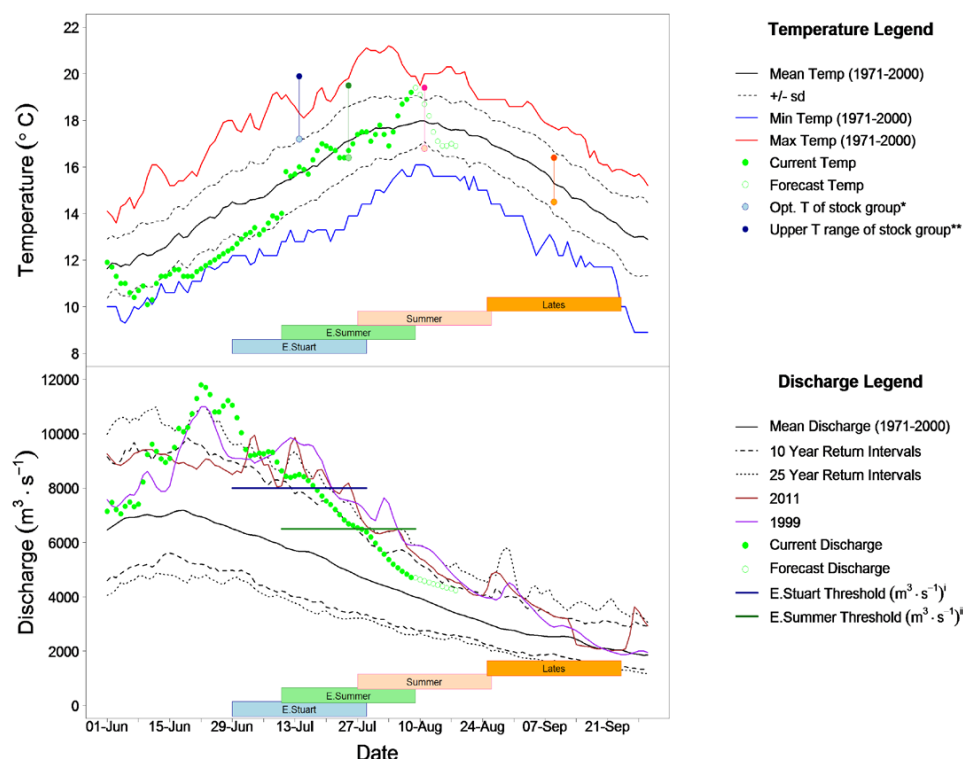 22
20
18
16
14
12
10
8
Temperature (° C)
Lates
Summer
E.Summer
E.Stuart
Temperature Legend
Mean Temp (1971-2000)
+/- sd
Min Temp (1971-2000)
Max Temp (1971-2000)
Current Temp
Forecast Temp
Opt. T of stock group*
Upper T range of stock group**
12000
10000
8000
6000
4000
2000
0
Discharge (m³ · s⁻¹)
Lates
Summer
E.Summer
E.Stuart
01-Jun 15-Jun 29-Jun 13-Jul 27-Jul 10-Aug 24-Aug 07-Sep 21-Sep
Date
Discharge Legend
Mean Discharge (1971-2000)
10 Year Return Intervals
25 Year Return Intervals
2011
1999
Current Discharge
Forecast Discharge
E.Stuart Threshold (m³ · s⁻¹)ⁱ
E.Summer Threshold (m³ · s⁻¹)ⁱⁱ